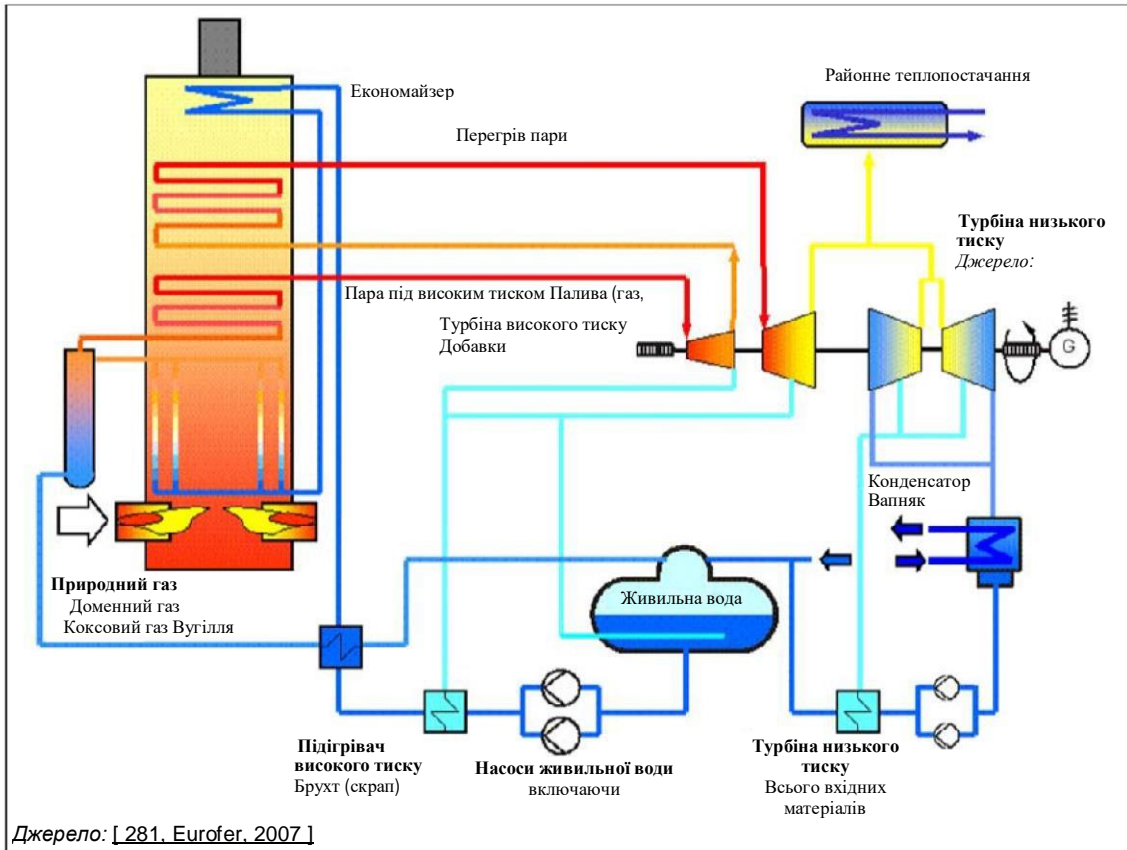 Економайзер
Районне теплопостачання
Перегрів пари
Турбіна низького
тиску
Джерело:
Пара під високим тиском Палива (газ,
Турбіна високого тиску
Добавки
G
Конденсатор
Вапняк
Природний газ
Доменний газ
Коксовий газ Вугілля
Живильна вода
Підігрівач
високого тиску
Брухт (скрап)
Насоси живильної води
включаючи
Турбіна низького
тиску
Всього вхідних
матеріалів
Джерело: [ 281, Eurofer, 2007 ]